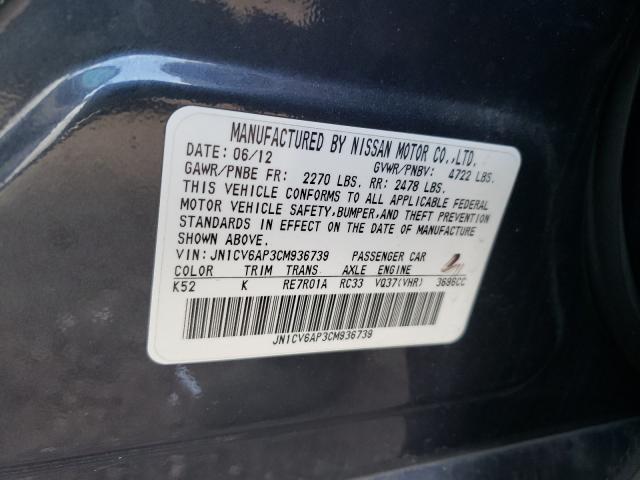 MANUFACTURED BY NISSAN MOTOR CO.,LTD.
DATE: 06/12 GVWR/PNBV: 4722 LBS.
GAWR/PNBE FR: 2270 LBS. RR: 2478 LBS.
THIS VEHICLE CONFORMS TO ALL APPLICABLE FEDERAL
MOTOR VEHICLE SAFETY,BUMPER,AND THEFT PREVENTION
STANDARDS IN EFFECT ON THE DATE OF MANUFACTURE
SHOWN ABOVE.
VIN: JN1CV6AP3CM936739 PASSENGER CAR
COLOR TRIM TRANS AXLE ENGINE
K52 K RE7R01A RC33 VQ37(VHR) 3696CC
JN1CV6AP3CM936739